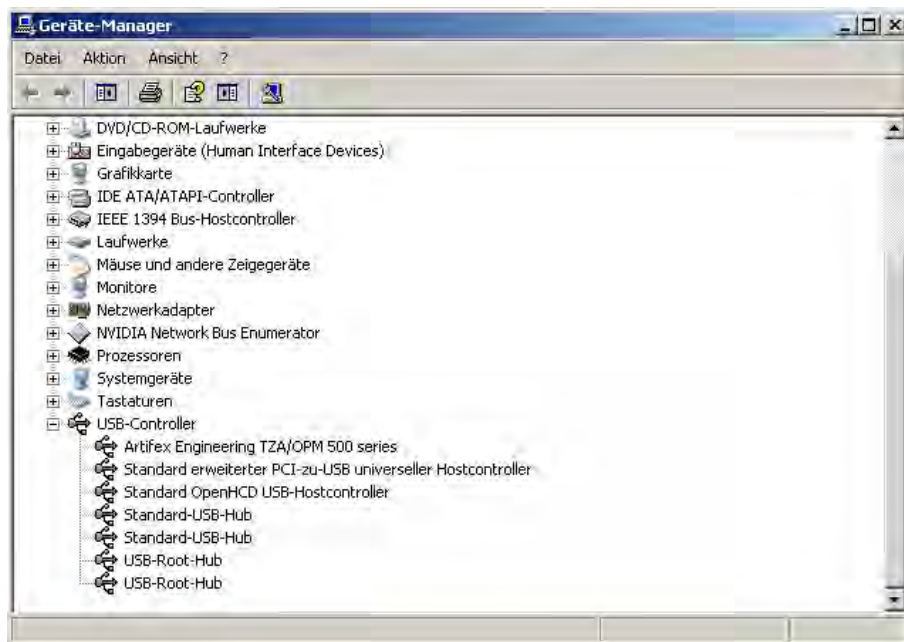 Geräte-Manager
Datei Aktion Ansicht ?
DVD/CD-ROM-Laufwerke
Eingabegeräte (Human Interface Devices)
Grafikkarte
IDE ATA/ATAPI-Controller
IEEE 1394 Bus-Hostcontroller
Laufwerke
Mäuse und andere Zeigegeräte
Monitore
Netzwerkadapter
NVIDIA Network Bus Enumerator
Prozessoren
Systemgeräte
Tastaturen
USB-Controller
Artifex Engineering TZA/OPM 500 series
Standard erweiterter PCI-zu-USB universeller Hostcontroller
Standard OpenHCD USB-Hostcontroller
Standard-USB-Hub
Standard-USB-Hub
USB-Root-Hub
USB-Root-Hub